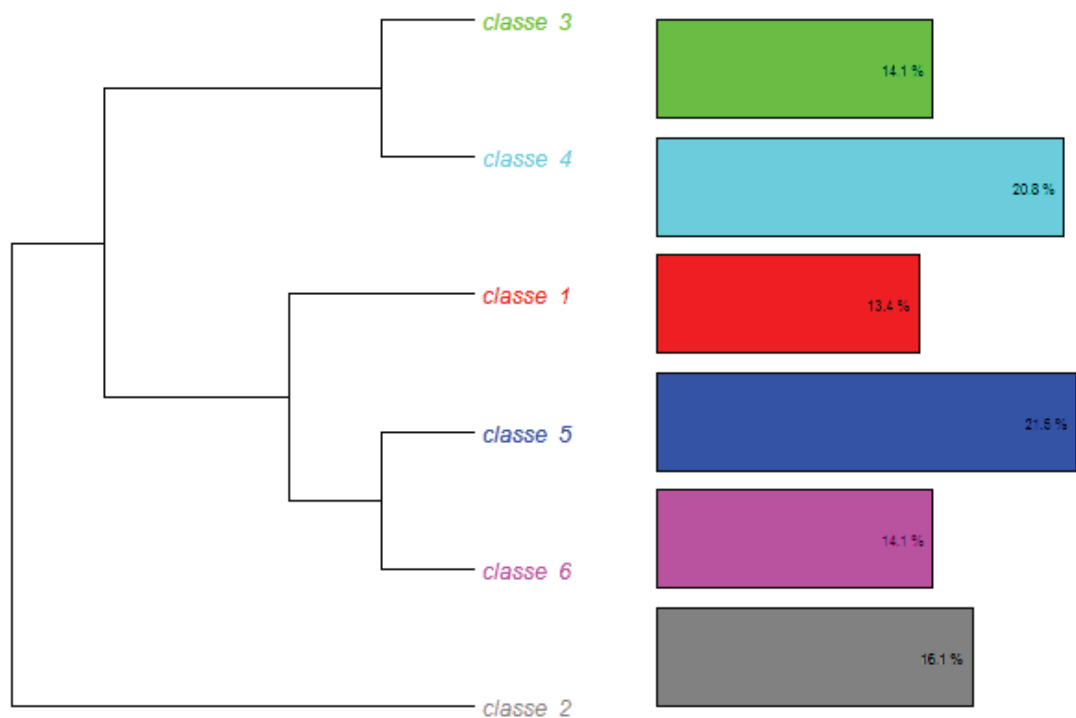 classe 3
14.1 %
classe 4
20.8 %
classe 1
13.4 %
classe 5
21.5 %
classe 6
14.1 %
16.1 %
classe 2